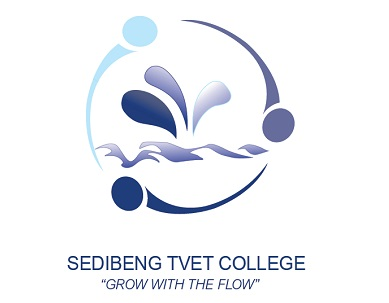 SEDIBENG TVET COLLEGE
“GROW WITH THE FLOW”